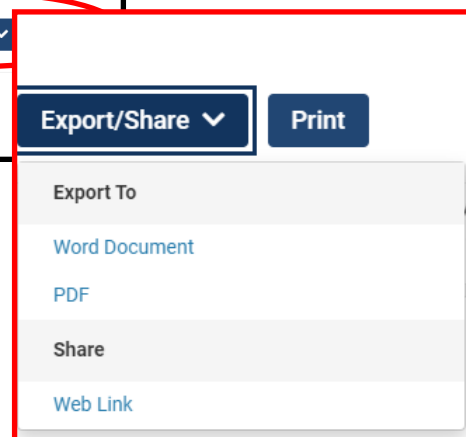 Export/Share Print
Export To
Word Document
PDF
Share
Web Link